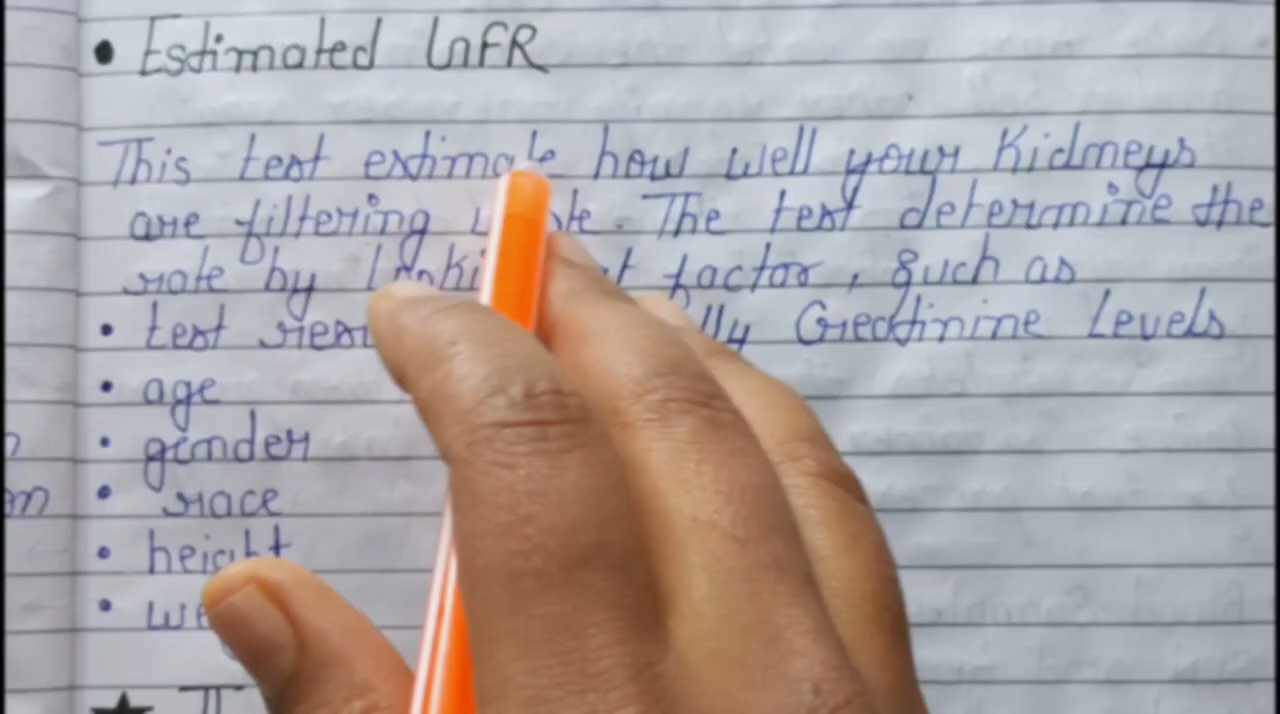 • Estimated GFR
This test estimate how well your Kidneys
are filtering. The test determine the
rate by factor, such as
• test Creatinine Levels
• age
• gender
• race
• height